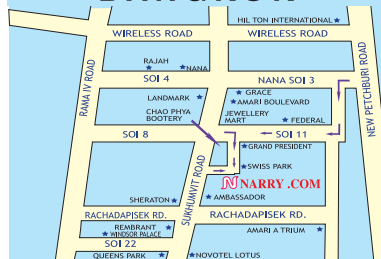 BANGKOK
HIL TON INTERNATIONAL
WIRELESS ROAD
WIRELESS ROAD
RAJAH
NANA
SOI 4
NANA SOI 3
RAMA IV ROAD
NEW PETCHBURI ROAD
LANDMARK
GRACE
AMARI BOULEVARD
CHAO PHYA
BOOTERY
JEWELLERY
MART
FEDERAL
SOI 8
SOI 11
GRAND PRESIDENT
SWISS PARK
SUKHUMVIT ROAD
N NARRY .COM
SHERATON
AMBASSADOR
RACHADAPISEK RD.
RACHADAPISEK RD.
REMBRANT
WINDSOR PALACE
AMARI A TRIUM
SOI 22
QUEENS PARK
NOVOTEL LOTUS